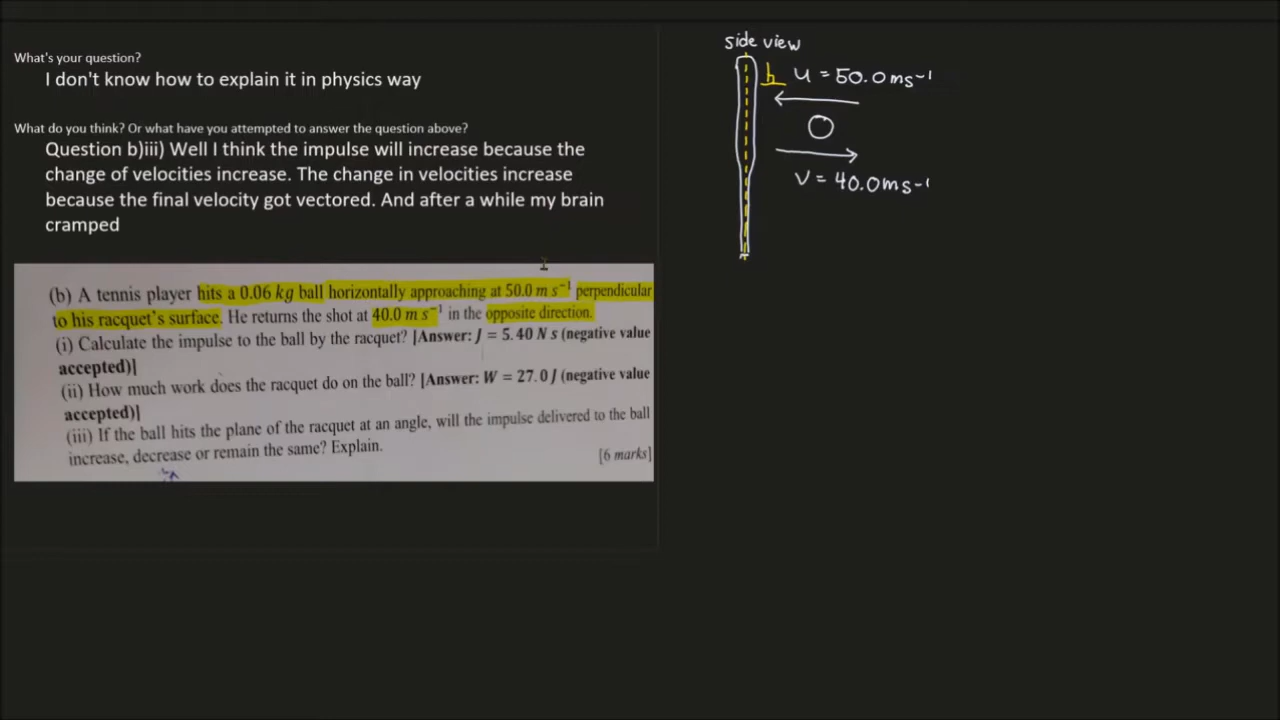 What's your question?
I don't know how to explain it in physics way
What do you think? Or what have you attempted to answer the question above?
Question b)iii) Well I think the impulse will increase because the
change of velocities increase. The change in velocities increase
because the final velocity got vectored. And after a while my brain
cramped
(b) A tennis player hits a 0.06 kg ball horizontally approaching at 50.0 m s⁻¹ perpendicular
to his racquet's surface. He returns the shot at 40.0 m s⁻¹ in the opposite direction.
(i) Calculate the impulse to the ball by the racquet? [Answer: J = 5.40 N s (negative value
accepted)]
(ii) How much work does the racquet do on the ball? [Answer: W = 27.0 J (negative value
accepted)]
(iii) If the ball hits the plane of the racquet at an angle, will the impulse delivered to the ball
increase, decrease or remain the same? Explain.
[6 marks]
side view
h u = 50.0 ms⁻¹
v = 40.0 ms⁻¹